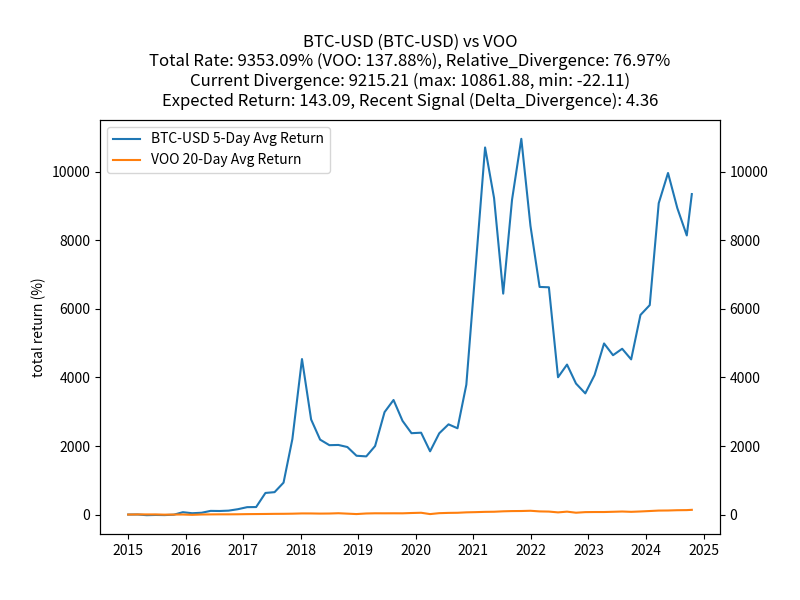 BTC-USD (BTC-USD) vs VOO
Total Rate: 9353.09% (VOO: 137.88%), Relative_Divergence: 76.97%
Current Divergence: 9215.21 (max: 10861.88, min: -22.11)
Expected Return: 143.09, Recent Signal (Delta_Divergence): 4.36
BTC-USD 5-Day Avg Return
VOO 20-Day Avg Return
total return (%)
10000
8000
6000
4000
2000
0
10000
8000
6000
4000
2000
0
2015 2016 2017 2018 2019 2020 2021 2022 2023 2024 2025